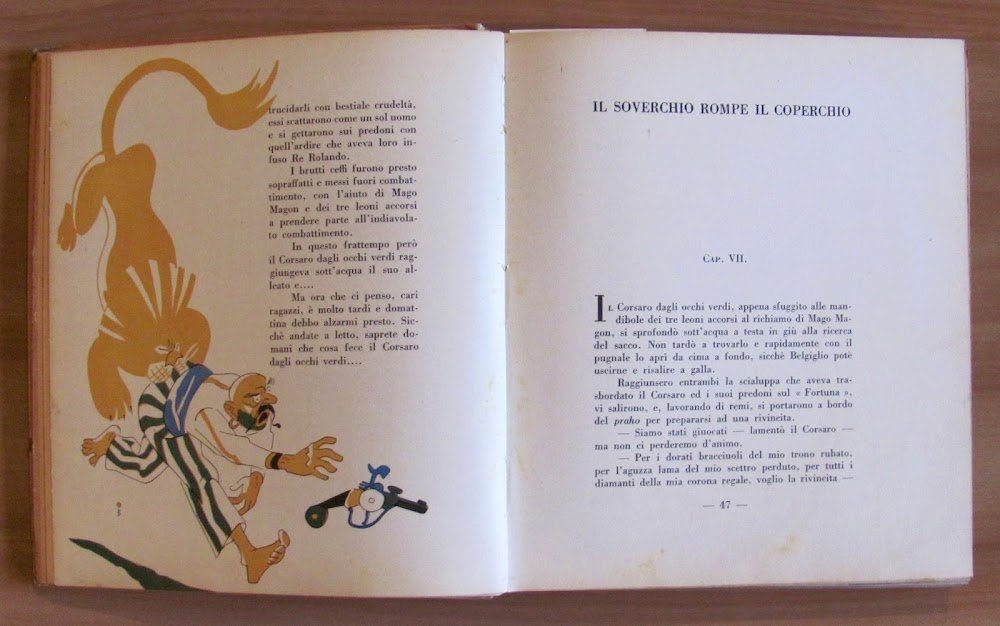 trucidarli con bestiale crudeltà,
essi scattarono come un sol uomo
e si gettarono sui predoni con
quell'ardire che aveva loro in-
fuso Re Rolando.
I brutti ceffi furono presto
sopraffatti e messi fuori combat-
timento, con l'aiuto di Mago
Magon e dei tre leoni accorsi
a prendere parte all'indiavola-
to combattimento.
In questo frattempo però
il Corsaro dagli occhi verdi rag-
giungeva sott'acqua il suo al-
leato e....
Ma ora che ci penso, cari
ragazzi, è molto tardi e domat-
tina debbo alzarmi presto. Sic-
chè andate a letto, saprete do-
mani che cosa fece il Corsaro
dagli occhi verdi....
IL SOVERCHIO ROMPE IL COPERCHIO
CAP. VII.
IL Corsaro dagli occhi verdi, appena sfuggito alle man-
dibole dei tre leoni accorsi al richiamo di Mago Ma-
gon, si sprofondò sott'acqua a testa in giù alla ricerca
del sacco. Non tardò a trovarlo e rapidamente con il
pugnale lo aprì da cima a fondo, sicchè Belgiglio potè
uscirne e risalire a galla.
Raggiunsero entrambi la scialuppa che aveva tra-
sbordato il Corsaro ed i suoi predoni sul « Fortuna »,
vi salirono, e, lavorando di remi, si portarono a bordo
del praho per prepararsi ad una rivincita.
— Siamo stati giuocati — lamentò il Corsaro —
ma non ci perderemo d'animo.
— Per i dorati bracciuoli del mio trono rubato,
per l'aguzza lama del mio scettro perduto, per tutti i
diamanti della mia corona regale, voglio la rivincita —
— 47 —